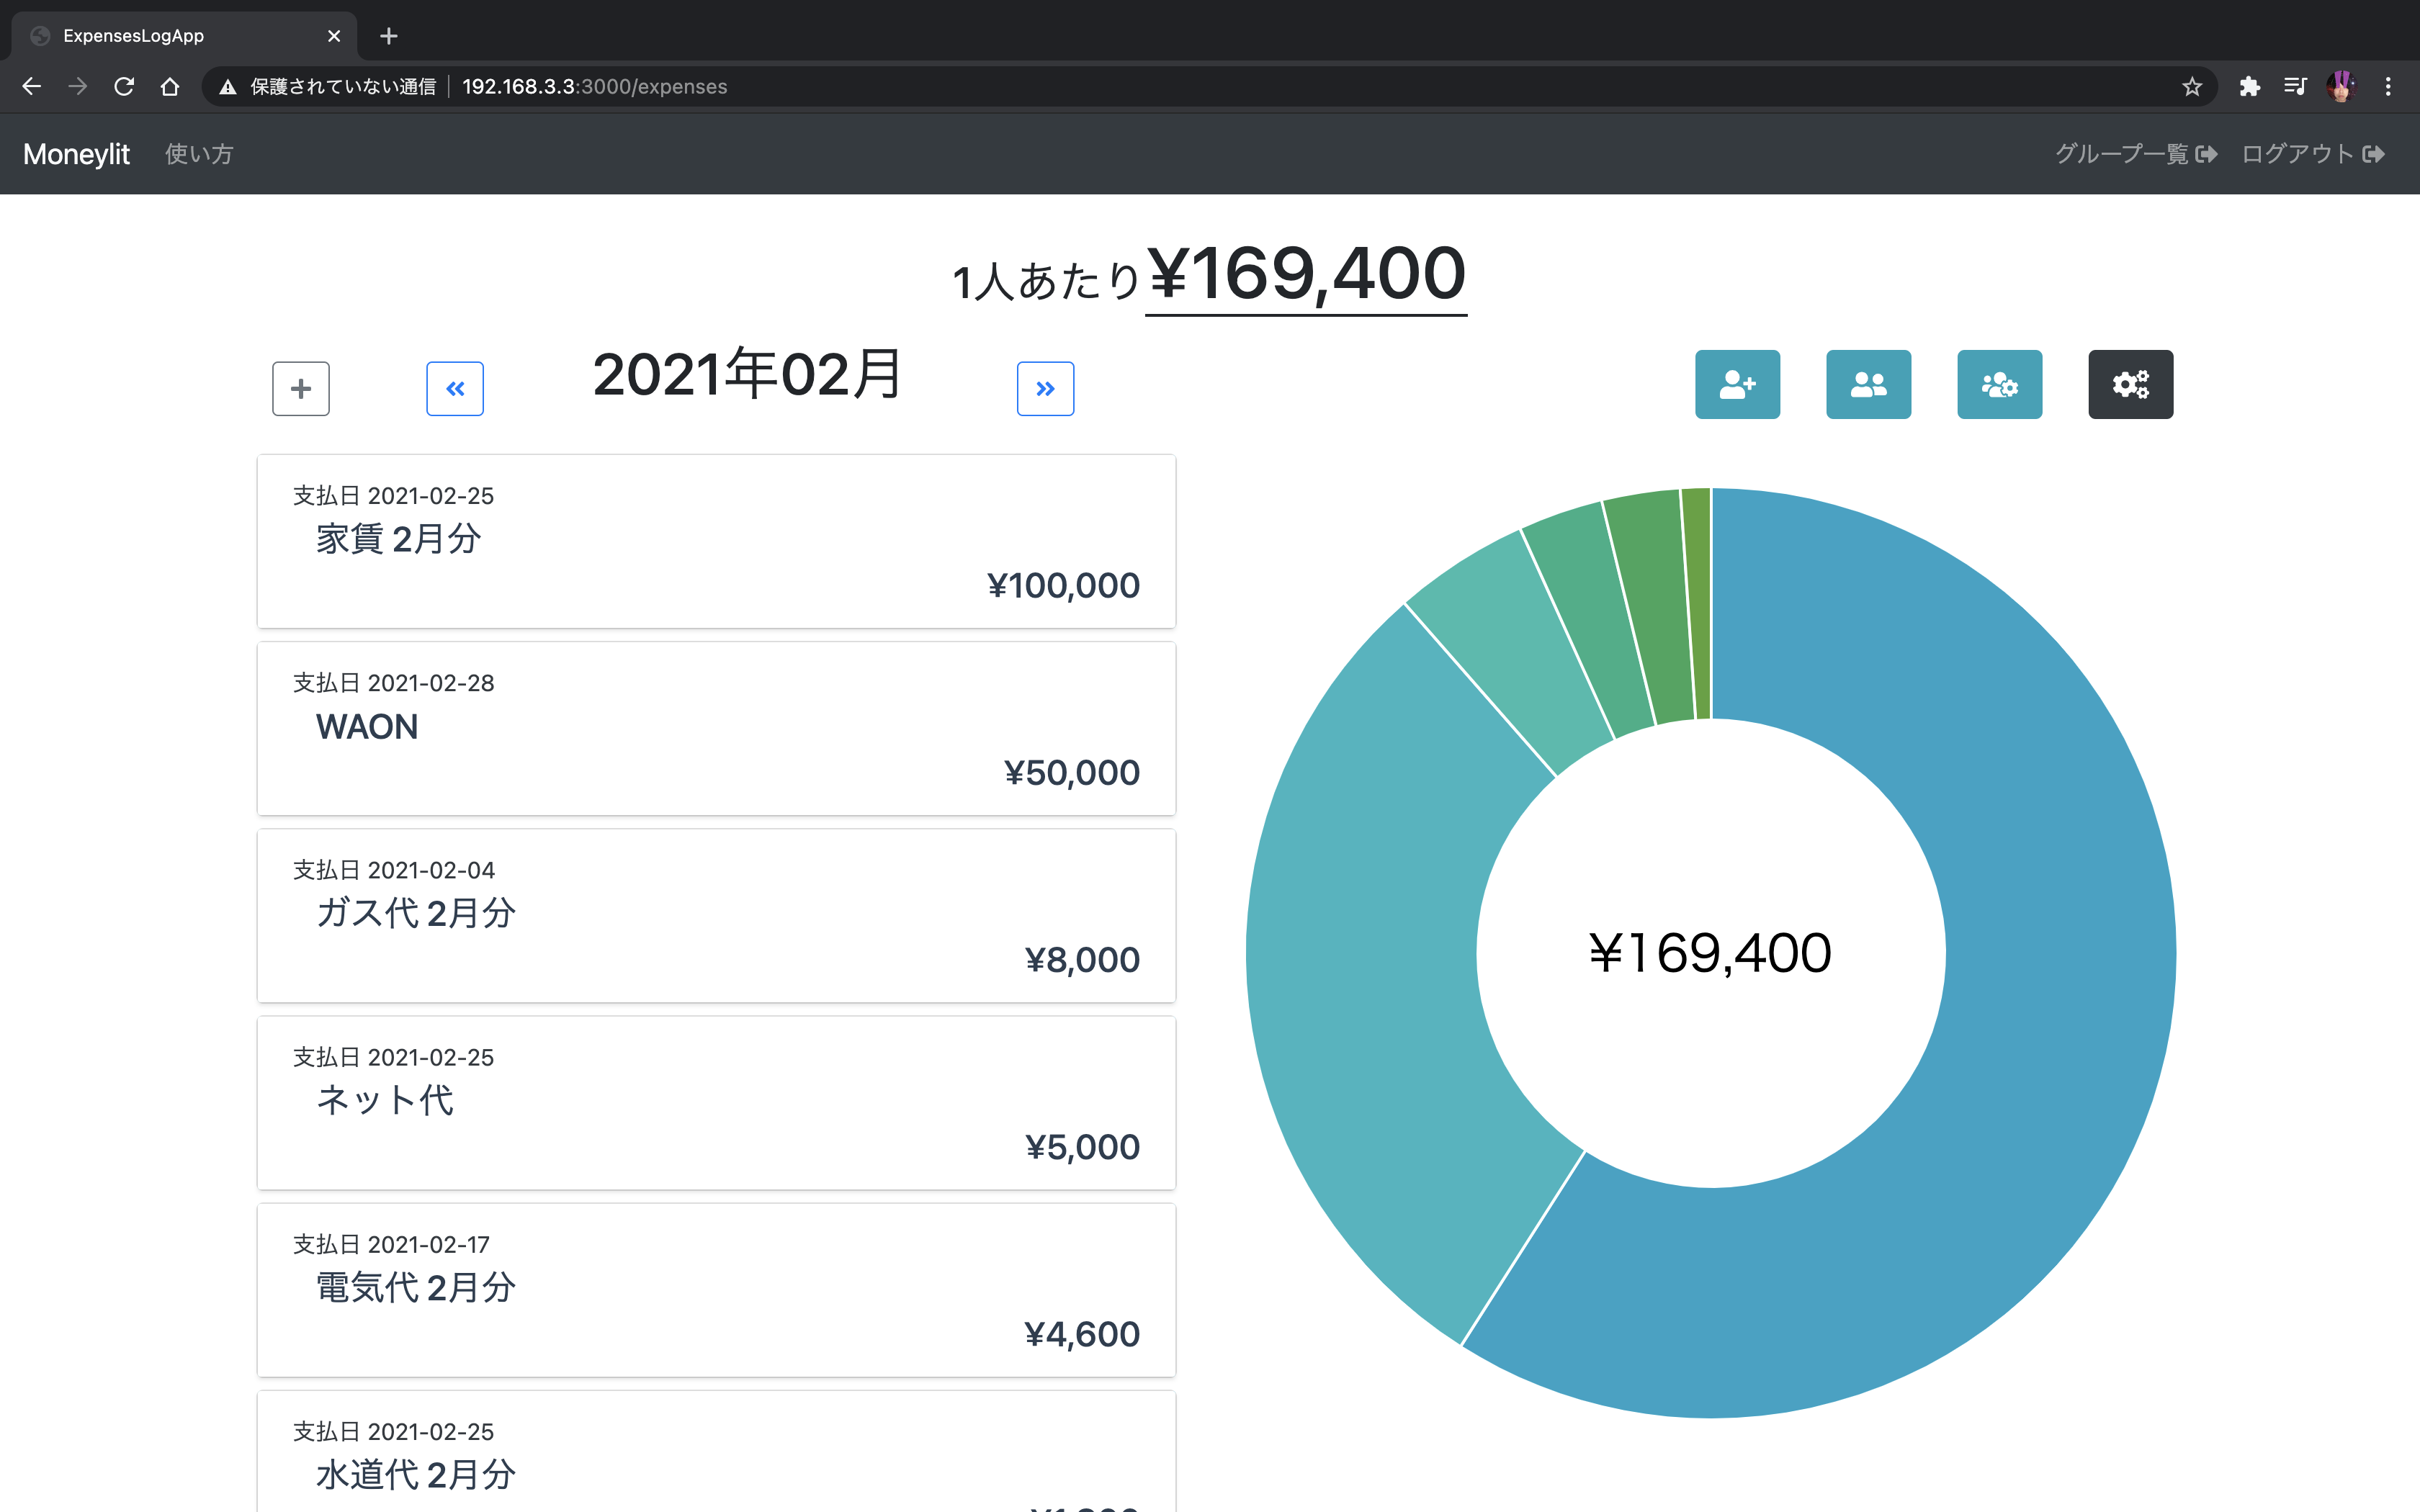 ExpensesLogApp
保護されていない通信 192.168.3.3:3000/expenses
Moneylit 使い方 グループ一覧 ログアウト
1人あたり¥169,400
2021年02月
支払日 2021-02-25
家賃 2月分
¥100,000
支払日 2021-02-28
WAON
¥50,000
支払日 2021-02-04
ガス代 2月分
¥8,000
支払日 2021-02-25
ネット代
¥5,000
支払日 2021-02-17
電気代 2月分
¥4,600
支払日 2021-02-25
水道代 2月分
¥169,400